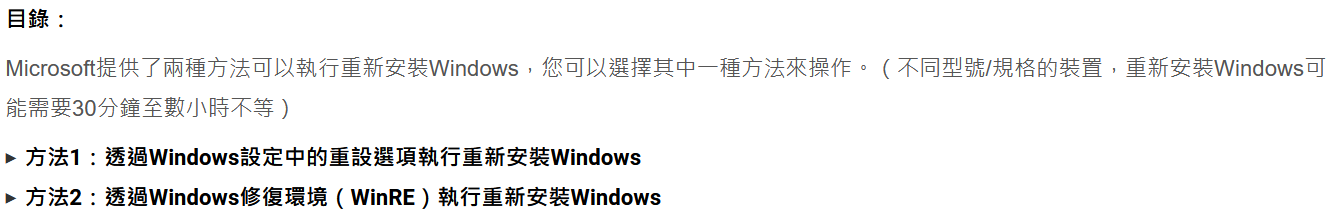 目錄：
Microsoft提供了兩種方法可以執行重新安裝Windows，您可以選擇其中一種方法來操作。（不同型號/規格的裝置，重新安裝Windows可
能需要30分鐘至數小時不等）
▸ 方法1：透過Windows設定中的重設選項執行重新安裝Windows
▸ 方法2：透過Windows修復環境（WinRE）執行重新安裝Windows